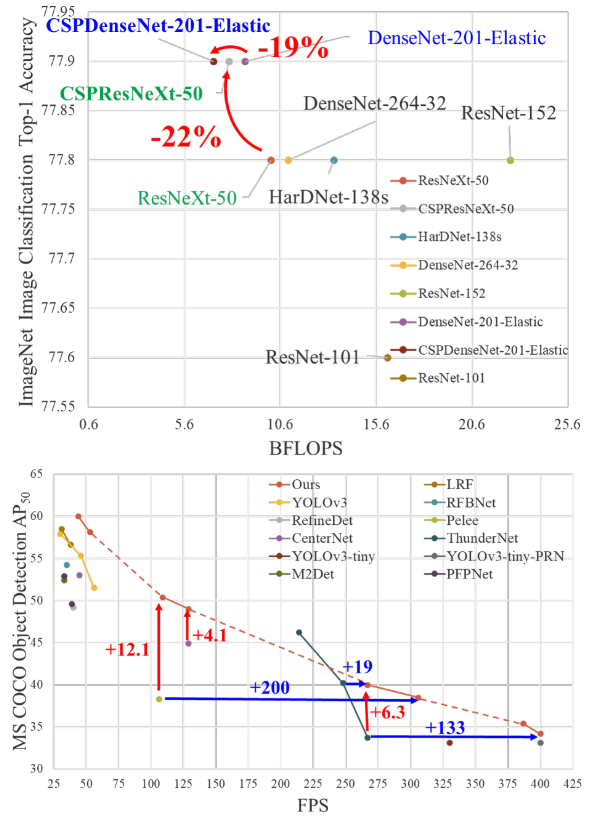 ImageNet Image Classification Top-1 Accuracy
77.95
77.9
77.85
77.8
77.75
77.7
77.65
77.6
77.55
CSPDenseNet-201-Elastic
-19%
DenseNet-201-Elastic
CSPResNeXt-50
DenseNet-264-32
-22%
ResNet-152
ResNeXt-50
HarDNet-138s
ResNet-101
ResNeXt-50
CSPResNeXt-50
HarDNet-138s
DenseNet-264-32
ResNet-152
DenseNet-201-Elastic
CSPDenseNet-201-Elastic
ResNet-101
0.6 5.6 10.6 15.6 20.6 25.6
BFLOPS
MS COCO Object Detection AP50
65
60
55
50
45
40
35
30
Ours LRF
YOLOv3 RFBNet
RefineDet Pelee
CenterNet ThunderNet
YOLOv3-tiny YOLOv3-tiny-PRN
M2Det PFPNet
+12.1
+4.1
+19
+200
+6.3
+133
25 50 75 100 125 150 175 200 225 250 275 300 325 350 375 400 425
FPS